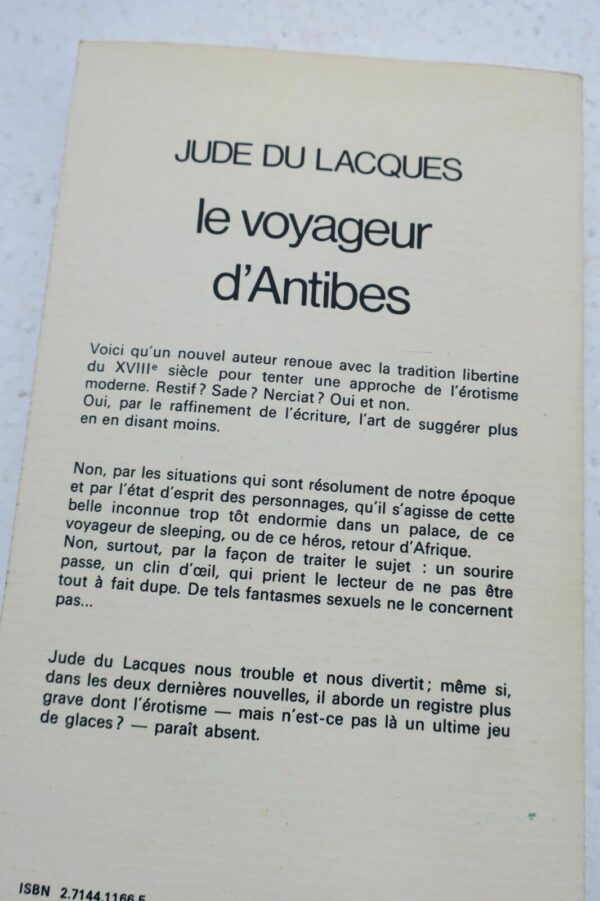 JUDE DU LACQUES
le voyageur
d'Antibes
Voici qu'un nouvel auteur renoue avec la tradition libertine
du XVIIIe siècle pour tenter une approche de l'érotisme
moderne. Restif ? Sade ? Nerciat ? Oui et non.
Oui, par le raffinement de l'écriture, l'art de suggérer plus
en en disant moins.
Non, par les situations qui sont résolument de notre époque
et par l'état d'esprit des personnages, qu'il s'agisse de cette
belle inconnue trop tôt endormie dans un palace, de ce
voyageur de sleeping, ou de ce héros, retour d'Afrique.
Non, surtout, par la façon de traiter le sujet : un sourire
passe, un clin d'œil, qui prient le lecteur de ne pas être
tout à fait dupe. De tels fantasmes sexuels ne le concernent
pas...
Jude du Lacques nous trouble et nous divertit ; même si,
dans les deux dernières nouvelles, il aborde un registre plus
grave dont l'érotisme — mais n'est-ce pas là un ultime jeu
de glaces ? — paraît absent.
ISBN 2.7144.1166.5